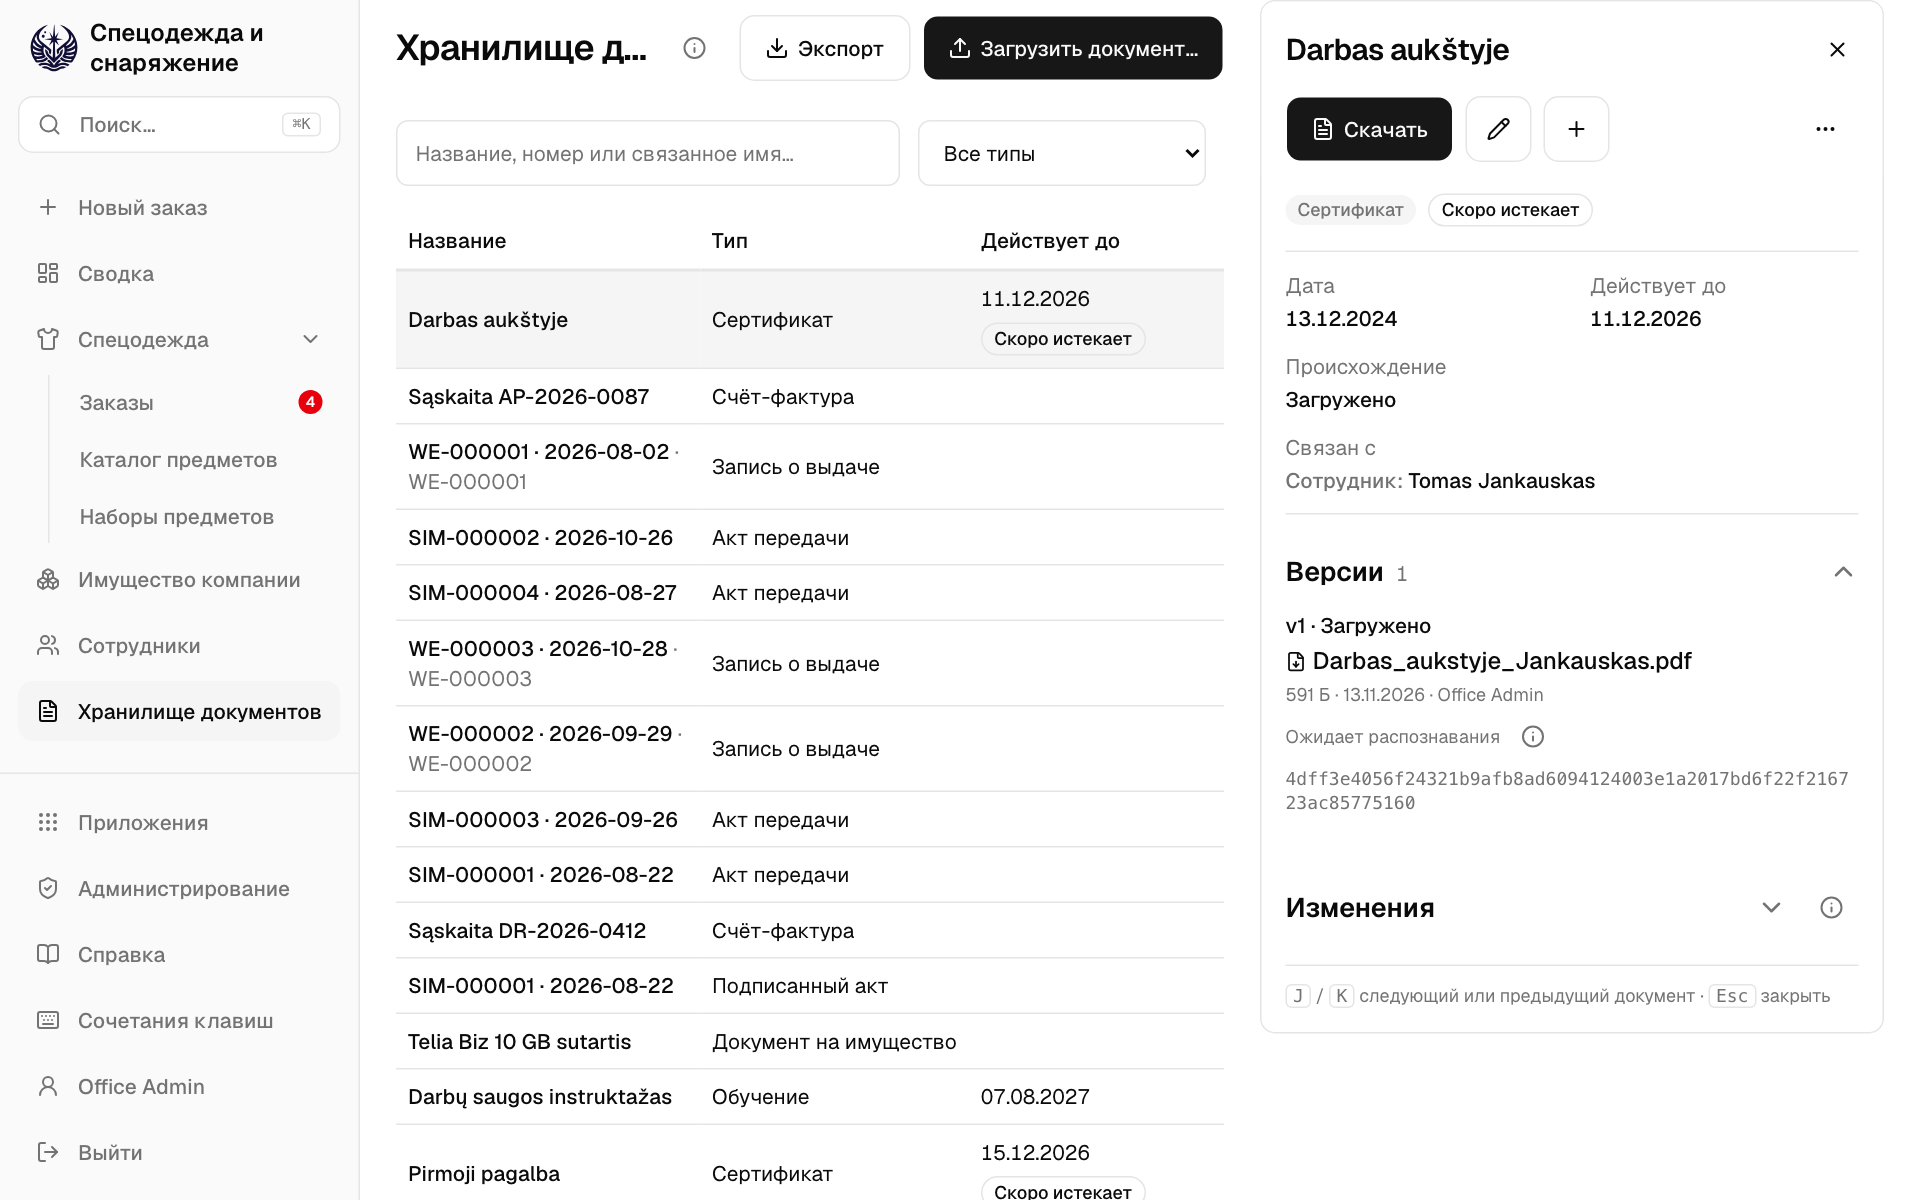 Спецодежда и
снаряжение
Поиск...
⌘K
Новый заказ
Сводка
Спецодежда
Заказы
4
Каталог предметов
Наборы предметов
Имущество компании
Сотрудники
Хранилище документов
Приложения
Администрирование
Справка
Сочетания клавиш
Office Admin
Выйти
Хранилище д...
Экспорт
Загрузить документ...
Название, номер или связанное имя...
Все типы
Название Тип Действует до
Darbas aukštyje Сертификат 11.12.2026
Скоро истекает
Sąskaita AP-2026-0087 Счёт-фактура
WE-000001 · 2026-08-02 ·
WE-000001 Запись о выдаче
SIM-000002 · 2026-10-26 Акт передачи
SIM-000004 · 2026-08-27 Акт передачи
WE-000003 · 2026-10-28 ·
WE-000003 Запись о выдаче
WE-000002 · 2026-09-29 ·
WE-000002 Запись о выдаче
SIM-000003 · 2026-09-26 Акт передачи
SIM-000001 · 2026-08-22 Акт передачи
Sąskaita DR-2026-0412 Счёт-фактура
SIM-000001 · 2026-08-22 Подписанный акт
Telia Biz 10 GB sutartis Документ на имущество
Darbų saugos instruktažas Обучение 07.08.2027
Pirmoji pagalba Сертификат 15.12.2026
Скоро истекает
Darbas aukštyje
Скачать
Сертификат Скоро истекает
Дата Действует до
13.12.2024 11.12.2026
Происхождение
Загружено
Связан с
Сотрудник: Tomas Jankauskas
Версии 1
v1 · Загружено
Darbas_aukstyje_Jankauskas.pdf
591 Б · 13.11.2026 · Office Admin
Ожидает распознавания
4dff3e4056f24321b9afb8ad6094124003e1a2017bd6f22f2167
23ac85775160
Изменения
J / K следующий или предыдущий документ · Esc закрыть